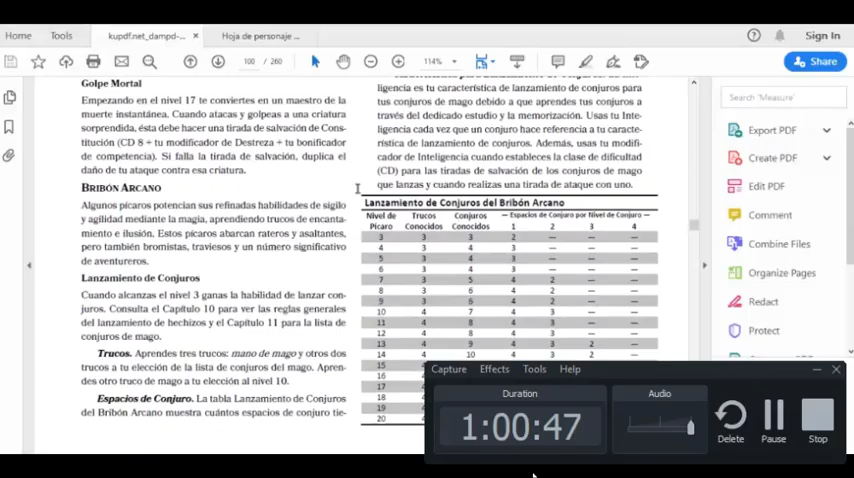 Home Tools kupdf.net_dampd-... × Hoja de personaje ... Sign In
100 / 260 114% Share
Golpe Mortal
Empezando en el nivel 17 te conviertes en un maestro de la
muerte instantánea. Cuando atacas y golpeas a una criatura
sorprendida, ésta debe hacer una tirada de salvación de Cons-
titución (CD 8 + tu modificador de Destreza + tu bonificador
de competencia). Si falla la tirada de salvación, duplica el
daño de tu ataque contra esa criatura.
BRIBÓN ARCANO
Algunos pícaros potencian sus refinadas habilidades de sigilo
y agilidad mediante la magia, aprendiendo trucos de encanta-
miento e ilusión. Estos pícaros abarcan rateros y asaltantes,
pero también bromistas, traviesos y un número significativo
de aventureros.
Lanzamiento de Conjuros
Cuando alcanzas el nivel 3 ganas la habilidad de lanzar con-
juros. Consulta el Capítulo 10 para ver las reglas generales
del lanzamiento de hechizos y el Capítulo 11 para la lista de
conjuros de mago.
Trucos. Aprendes tres trucos: mano de mago y otros dos
trucos a tu elección de la lista de conjuros del mago. Apren-
des otro truco de mago a tu elección al nivel 10.
Espacios de Conjuro. La tabla Lanzamiento de Conjuros
del Bribón Arcano muestra cuántos espacios de conjuro tie-
ligencia es tu característica de lanzamiento de conjuros para
tus conjuros de mago debido a que aprendes tus conjuros a
través del dedicado estudio y la memorización. Usas tu Inte-
ligencia cada vez que un conjuro hace referencia a tu caracte-
rística de lanzamiento de conjuros. Además, usas tu modifi-
cador de Inteligencia cuando estableces la clase de dificultad
(CD) para las tiradas de salvación de los conjuros de mago
que lanzas y cuando realizas una tirada de ataque con uno.
Lanzamiento de Conjuros del Bribón Arcano
Nivel de Trucos Conjuros — Espacios de Conjuro por Nivel de Conjuro —
Pícaro Conocidos Conocidos 1 2 3 4
3 3 3 2 — — —
4 3 4 3 — — —
5 3 4 3 — — —
6 3 4 3 — — —
7 3 5 4 2 — —
8 3 6 4 2 — —
9 3 6 4 2 — —
10 4 7 4 3 — —
11 4 8 4 3 — —
12 4 8 4 3 — —
13 4 9 4 3 2 —
14 4 10 4 3 2 —
15 4
16 4
17 4
18 4
19 4
20 4
Search 'Measure'
Export PDF
Create PDF
Edit PDF
Comment
Combine Files
Organize Pages
Redact
Protect
Capture Effects Tools Help
Duration
1:00:47
Audio
Delete Pause Stop